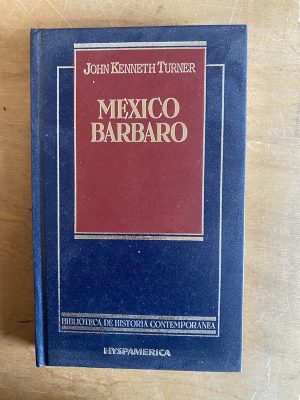 JOHN KENNETH TURNER
MEXICO
BARBARO
BIBLIOTECA DE HISTORIA CONTEMPORANEA
HYSPAMERICA